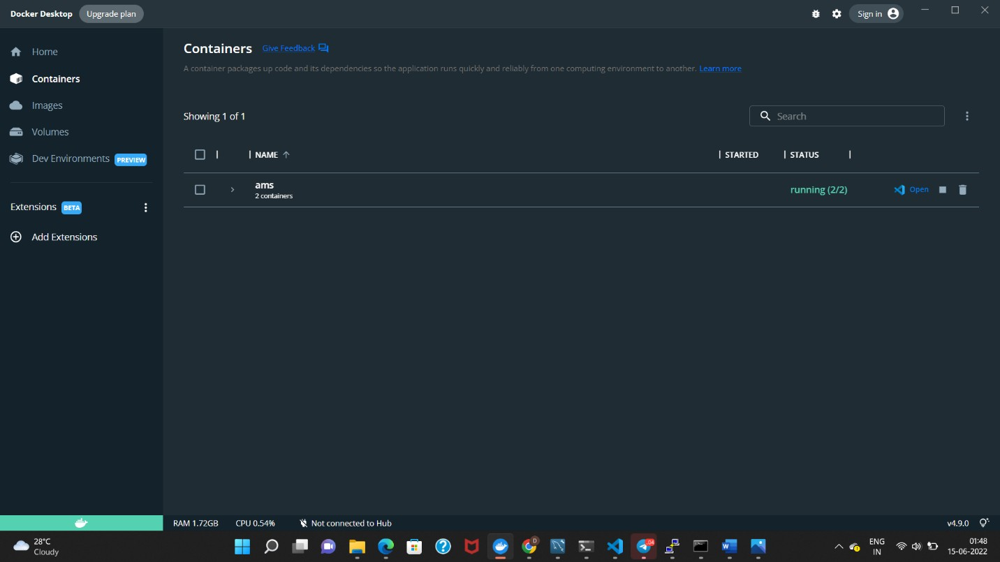 Docker Desktop Upgrade plan Sign in
Home
Containers
Images
Volumes
Dev Environments PREVIEW
Extensions BETA
Add Extensions
Containers Give Feedback
A container packages up code and its dependencies so the application runs quickly and reliably from one computing environment to another. Learn more
Showing 1 of 1
Search
NAME STARTED STATUS
ams
2 containers
running (2/2) Open
RAM 1.72GB CPU 0.54% Not connected to Hub v4.9.0
28°C
Cloudy
D
.04
ENG
IN
01:48
15-06-2022